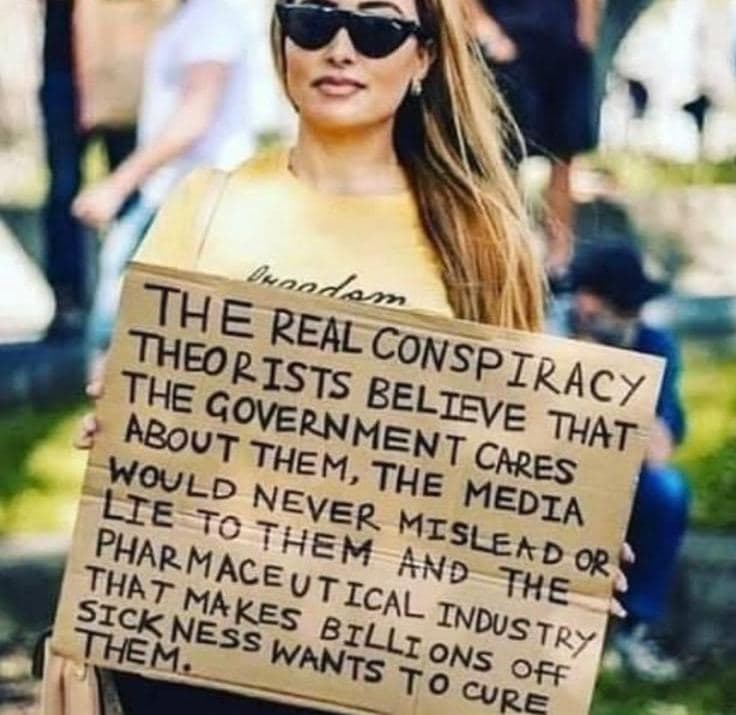 freedom
THE REAL CONSPIRACY
THEORISTS BELIEVE THAT
THE GOVERNMENT CARES
ABOUT THEM, THE MEDIA
WOULD NEVER MISLEAD OR
LIE TO THEM AND THE
PHARMACEUTICAL INDUSTRY
THAT MAKES BILLIONS OFF
SICKNESS WANTS TO CURE
THEM.